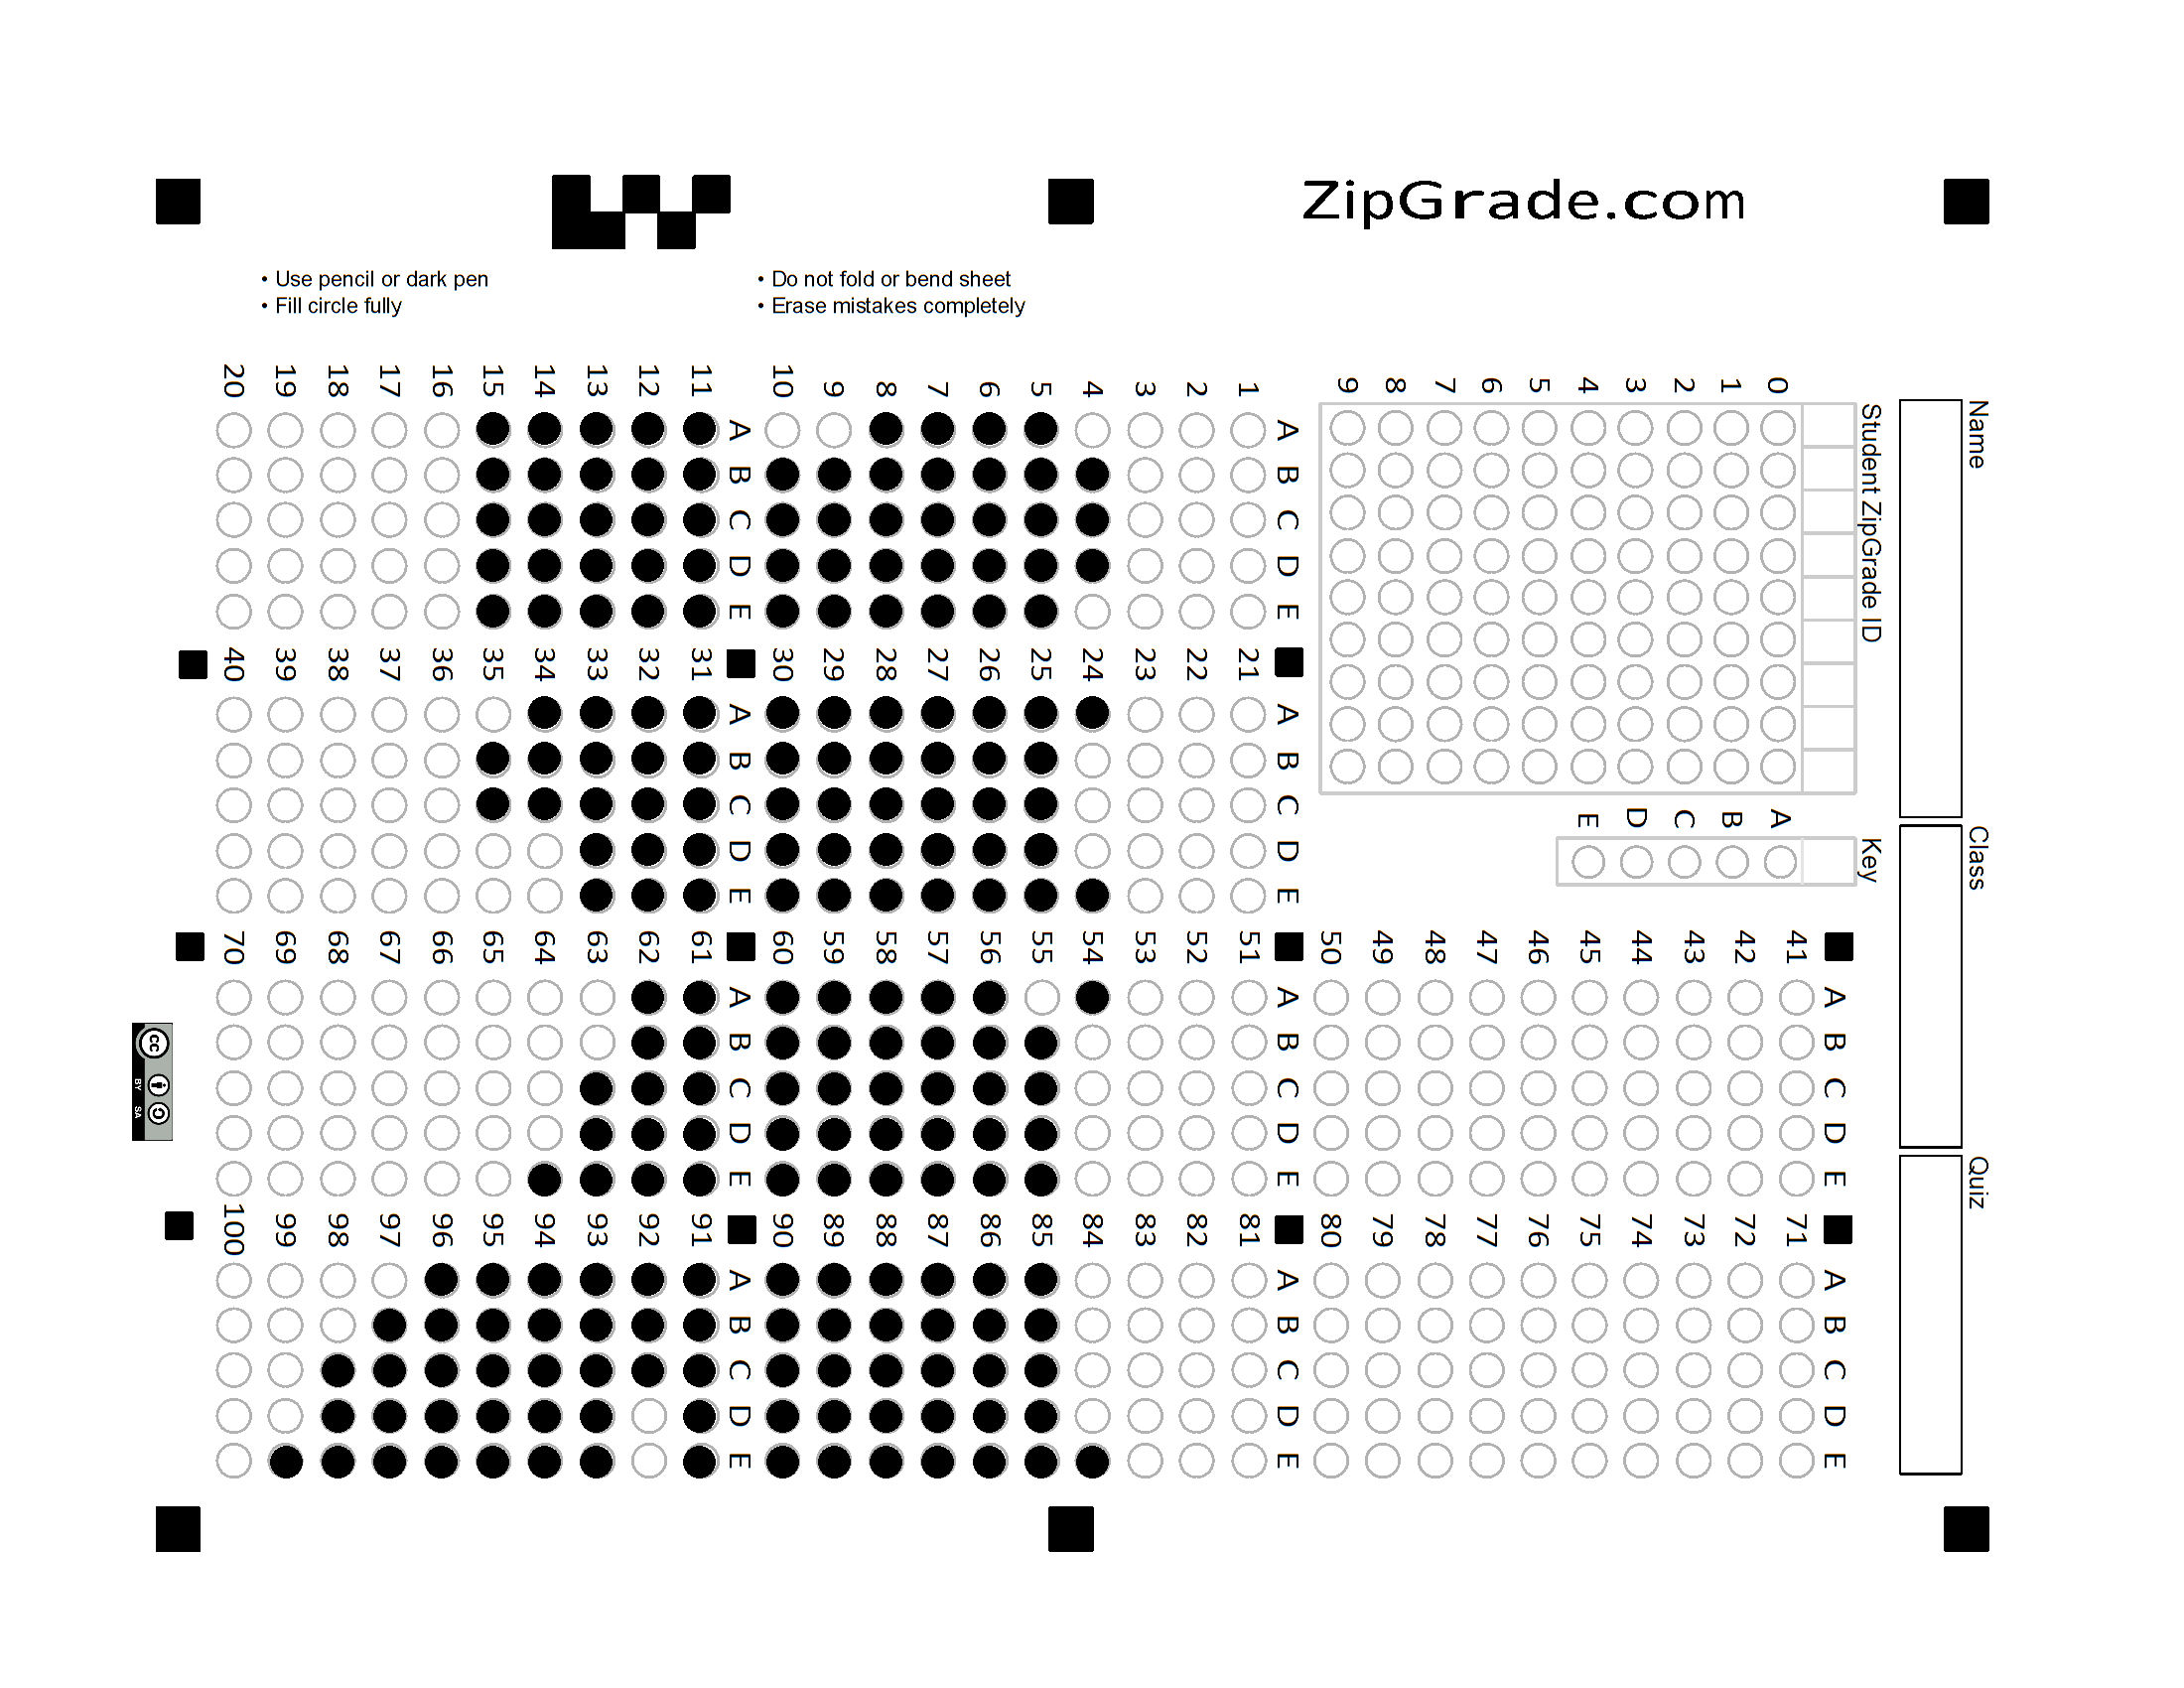 ZipGrade.com
• Use pencil or dark pen
• Fill circle fully
• Do not fold or bend sheet
• Erase mistakes completely
Name
Class
Quiz
Student ZipGrade ID
0 1 2 3 4 5 6 7 8 9
Key
A B C D E
1 2 3 4 5 6 7 8 9 10
A B C D E
11 12 13 14 15 16 17 18 19 20
A B C D E
21 22 23 24 25 26 27 28 29 30
A B C D E
31 32 33 34 35 36 37 38 39 40
A B C D E
41 42 43 44 45 46 47 48 49 50
A B C D E
51 52 53 54 55 56 57 58 59 60
A B C D E
61 62 63 64 65 66 67 68 69 70
A B C D E
71 72 73 74 75 76 77 78 79 80
A B C D E
81 82 83 84 85 86 87 88 89 90
A B C D E
91 92 93 94 95 96 97 98 99 100
A B C D E
cc
BY SA